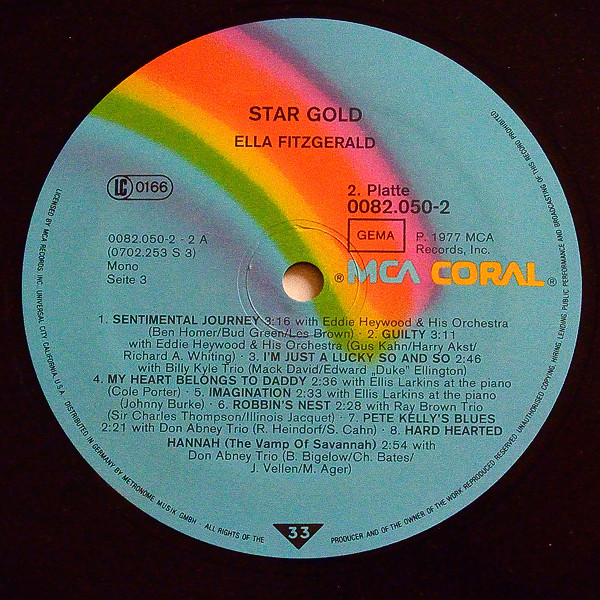 STAR GOLD
ELLA FITZGERALD
LC 0166
2. Platte
0082.050-2
0082.050-2 - 2 A
(0702.253 S 3)
Mono
Seite 3
GEMA
P. 1977 MCA
Records, Inc.
® MCA CORAL ®
1. SENTIMENTAL JOURNEY 3:16 with Eddie Heywood & His Orchestra
(Ben Homer/Bud Green/Les Brown) · 2. GUILTY 3:11
with Eddie Heywood & His Orchestra (Gus Kahn/Harry Akst/
Richard A. Whiting) · 3. I'M JUST A LUCKY SO AND SO 2:46
with Billy Kyle Trio (Mack David/Edward „Duke" Ellington)
4. MY HEART BELONGS TO DADDY 2:36 with Ellis Larkins at the piano
(Cole Porter) · 5. IMAGINATION 2:33 with Ellis Larkins at the piano
(Johnny Burke) · 6. ROBBIN'S NEST 2:28 with Ray Brown Trio
(Sir Charles Thompson/Illinois Jacquet) · 7. PETE KELLY'S BLUES
2:21 with Don Abney Trio (R. Heindorf/S. Cahn) · 8. HARD HEARTED
HANNAH (The Vamp Of Savannah) 2:54 with
Don Abney Trio (B. Bigelow/Ch. Bates/
J. Vellen/M. Ager)
33
LICENSED BY MCA RECORDS INC. UNIVERSAL CITY, CALIFORNIA, U.S.A. · DISTRIBUTED IN GERMANY BY METRONOME MUSIK GMBH · ALL RIGHTS OF THE
PRODUCER AND OF THE OWNER OF THE WORK REPRODUCED RESERVED UNAUTHORISED COPYING, HIRING, LENDING, PUBLIC PERFORMANCE AND BROADCASTING OF THIS RECORD PROHIBITED